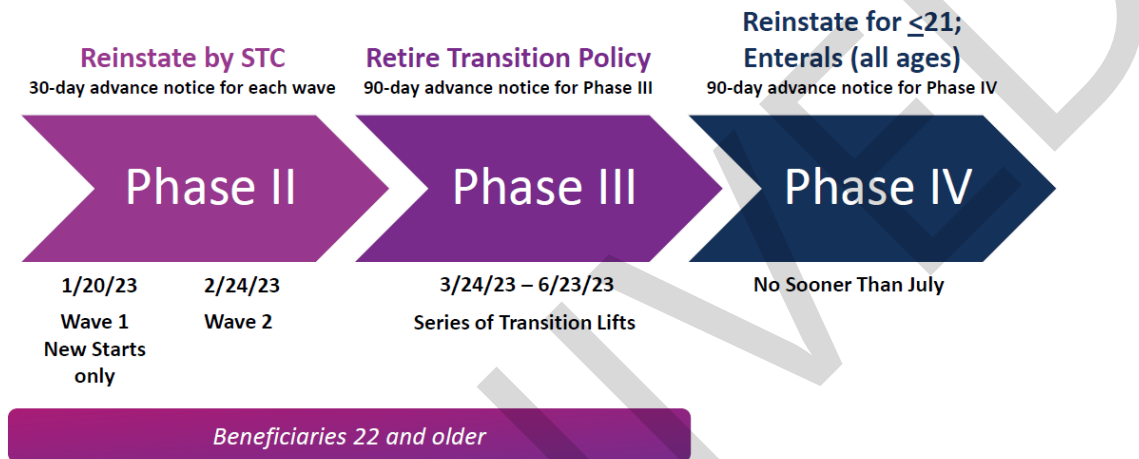 Reinstate by STC
30-day advance notice for each wave
Phase II
1/20/23
Wave 1
New Starts
only
2/24/23
Wave 2
Retire Transition Policy
90-day advance notice for Phase III
Phase III
3/24/23 – 6/23/23
Series of Transition Lifts
Reinstate for <21;
Enterals (all ages)
90-day advance notice for Phase IV
Phase IV
No Sooner Than July
Beneficiaries 22 and older